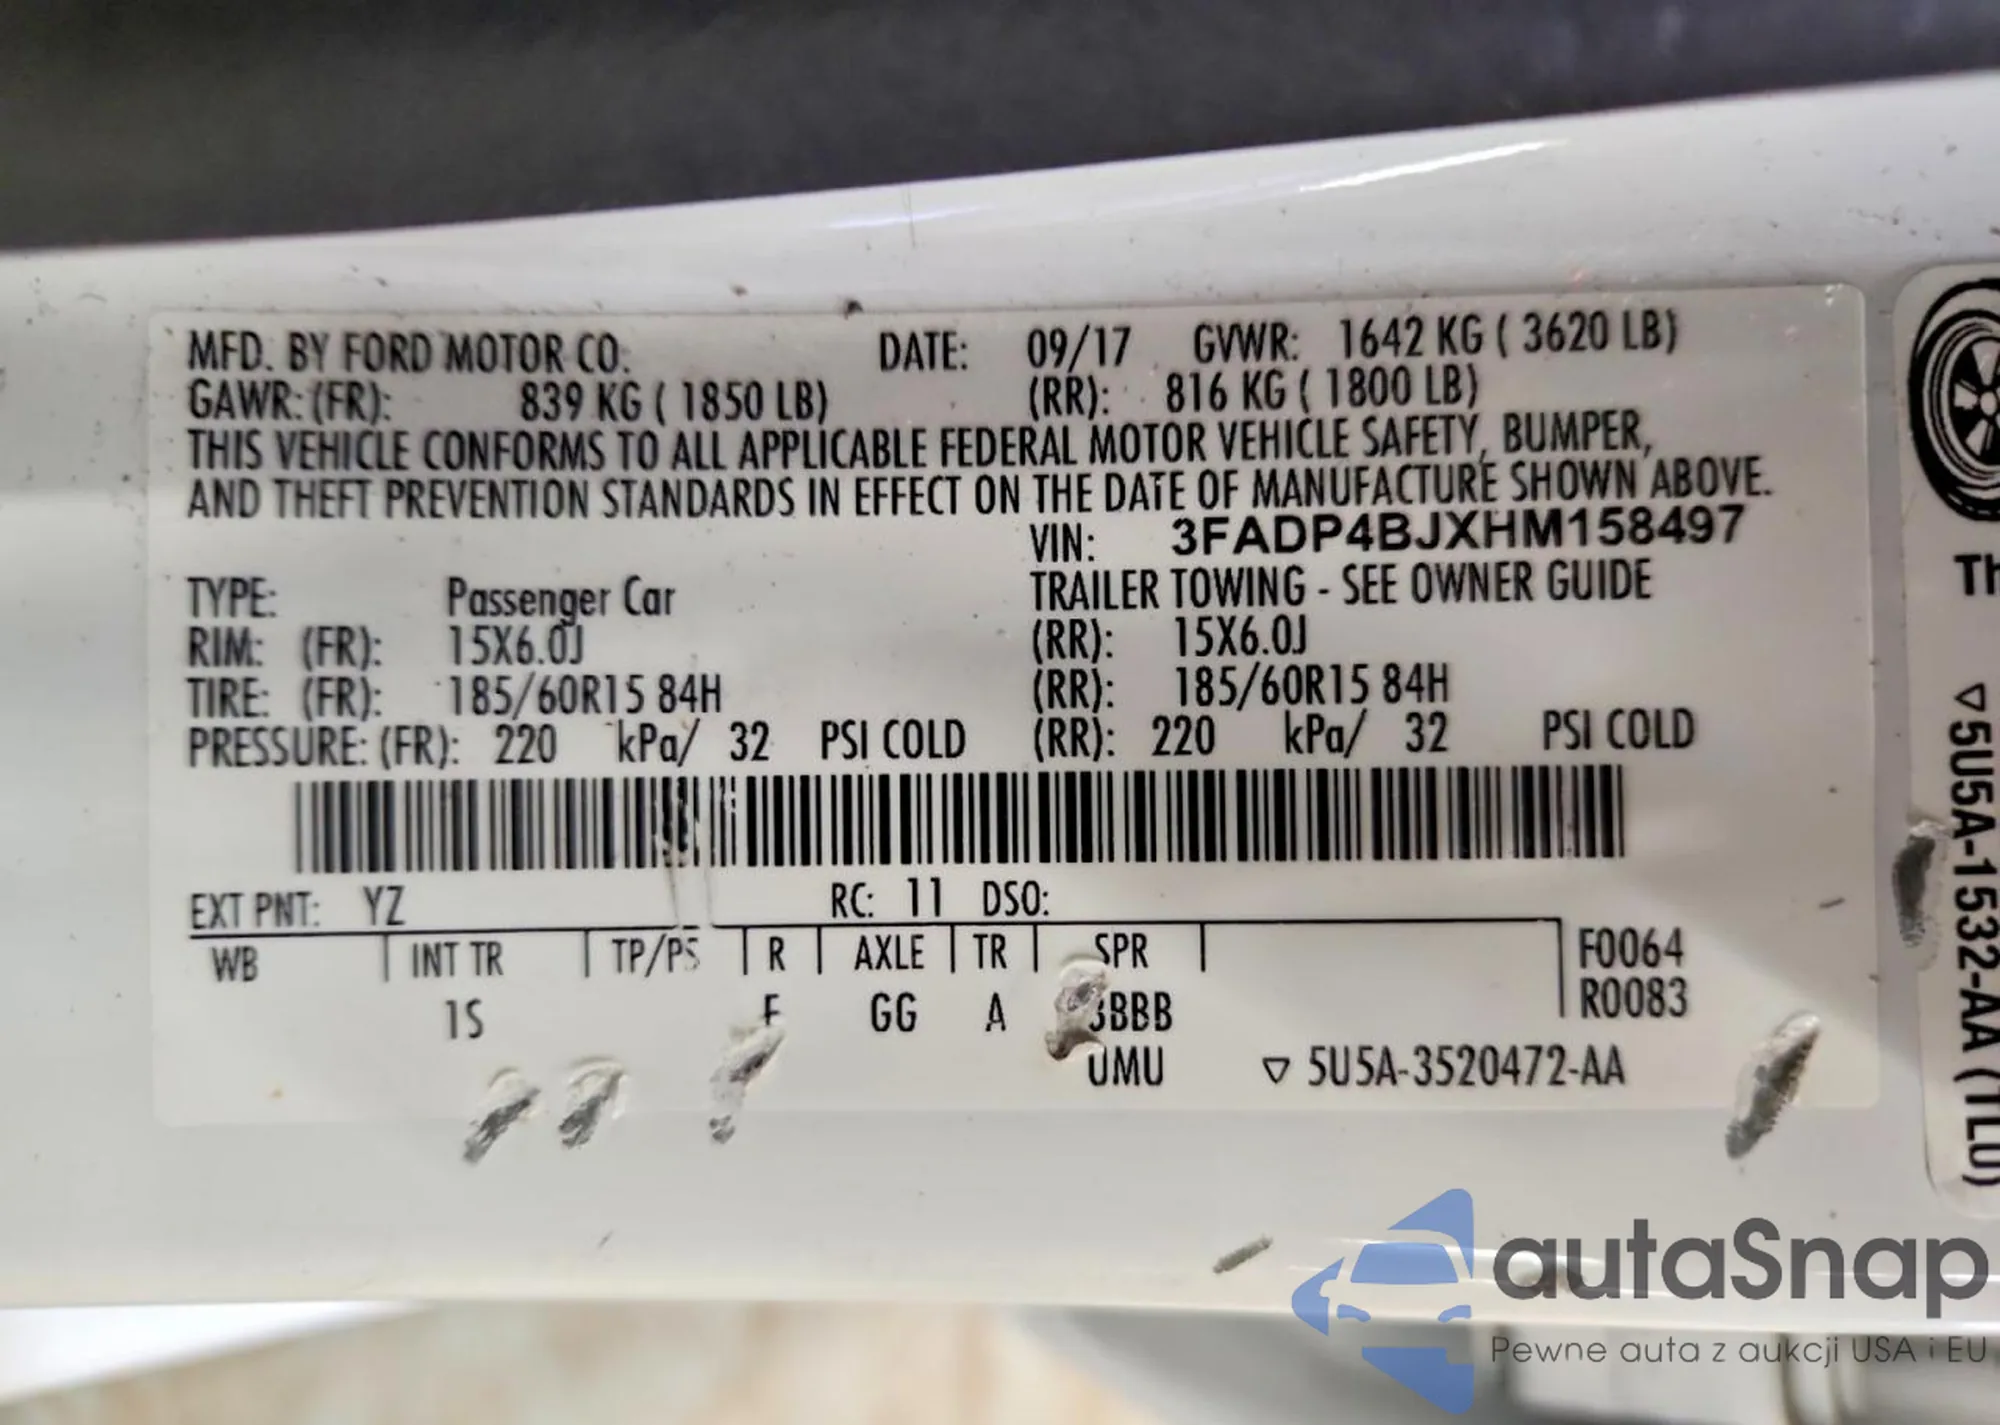 MFD. BY FORD MOTOR CO. DATE: 09/17 GVWR: 1642 KG ( 3620 LB)
GAWR: (FR): 839 KG ( 1850 LB) (RR): 816 KG ( 1800 LB)
THIS VEHICLE CONFORMS TO ALL APPLICABLE FEDERAL MOTOR VEHICLE SAFETY, BUMPER,
AND THEFT PREVENTION STANDARDS IN EFFECT ON THE DATE OF MANUFACTURE SHOWN ABOVE.
VIN: 3FADP4BJXHM158497
TYPE: Passenger Car TRAILER TOWING - SEE OWNER GUIDE
RIM: (FR): 15X6.0J (RR): 15X6.0J
TIRE: (FR): 185/60R15 84H (RR): 185/60R15 84H
PRESSURE: (FR): 220 kPa/ 32 PSI COLD (RR): 220 kPa/ 32 PSI COLD
EXT PNT: YZ RC: 11 DSO:
WB INT TR TP/PS R AXLE TR SPR F0064
1S GG A R0083
UMU ▽ 5U5A-3520472-AA
▽5U5A-1532-AA (TL0)
autaSnap
Pewne auta z aukcji USA i EU